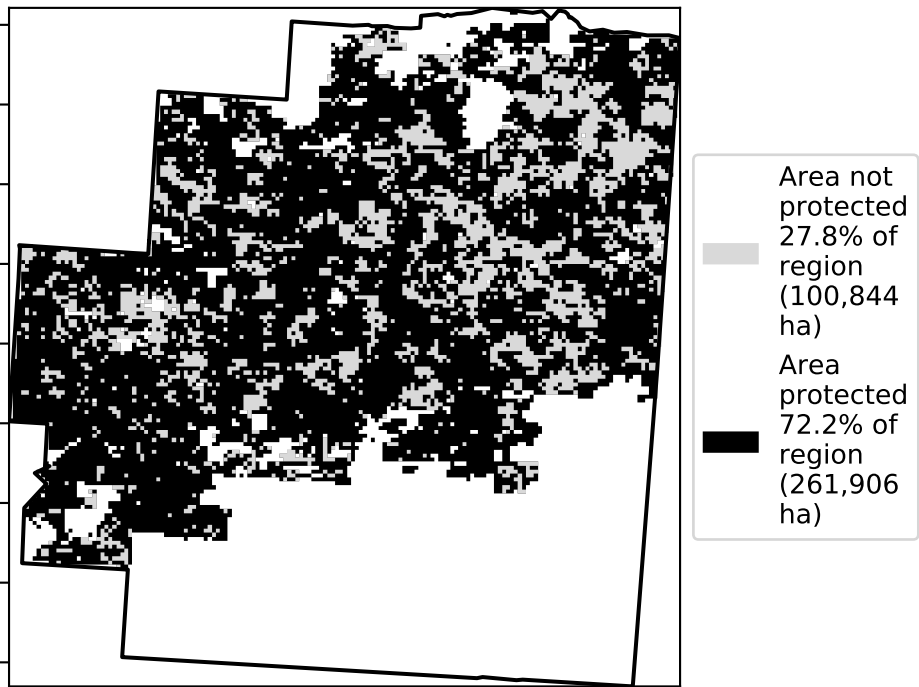 Area not
protected
27.8% of
region
(100,844
ha)
Area
protected
72.2% of
region
(261,906
ha)